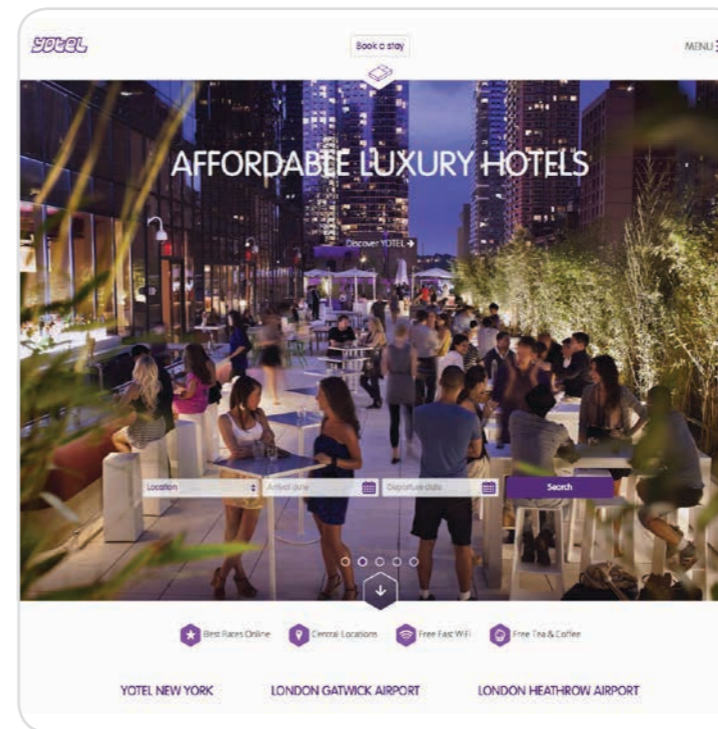 YOTEL
Book a stay
MENU
AFFORDABLE LUXURY HOTELS
Discover YOTEL →
Location
Arrival date
Departure date
Search
Best Rates Online
Central Locations
Free Fast WiFi
Free Tea & Coffee
YOTEL NEW YORK
LONDON GATWICK AIRPORT
LONDON HEATHROW AIRPORT